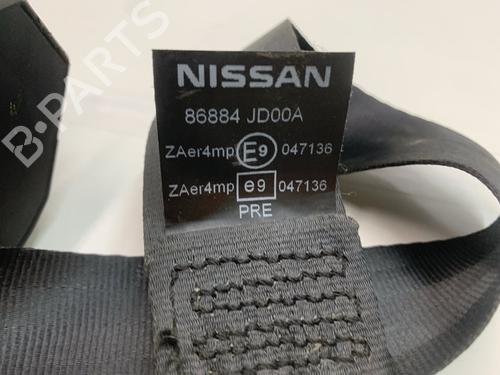 B-PARTS
NISSAN
86884 JD00A
ZAer4mp E9 047136
ZAer4mp e9 047136
PRE